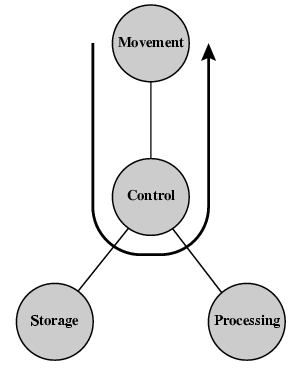 Movement
Control
Storage
Processing